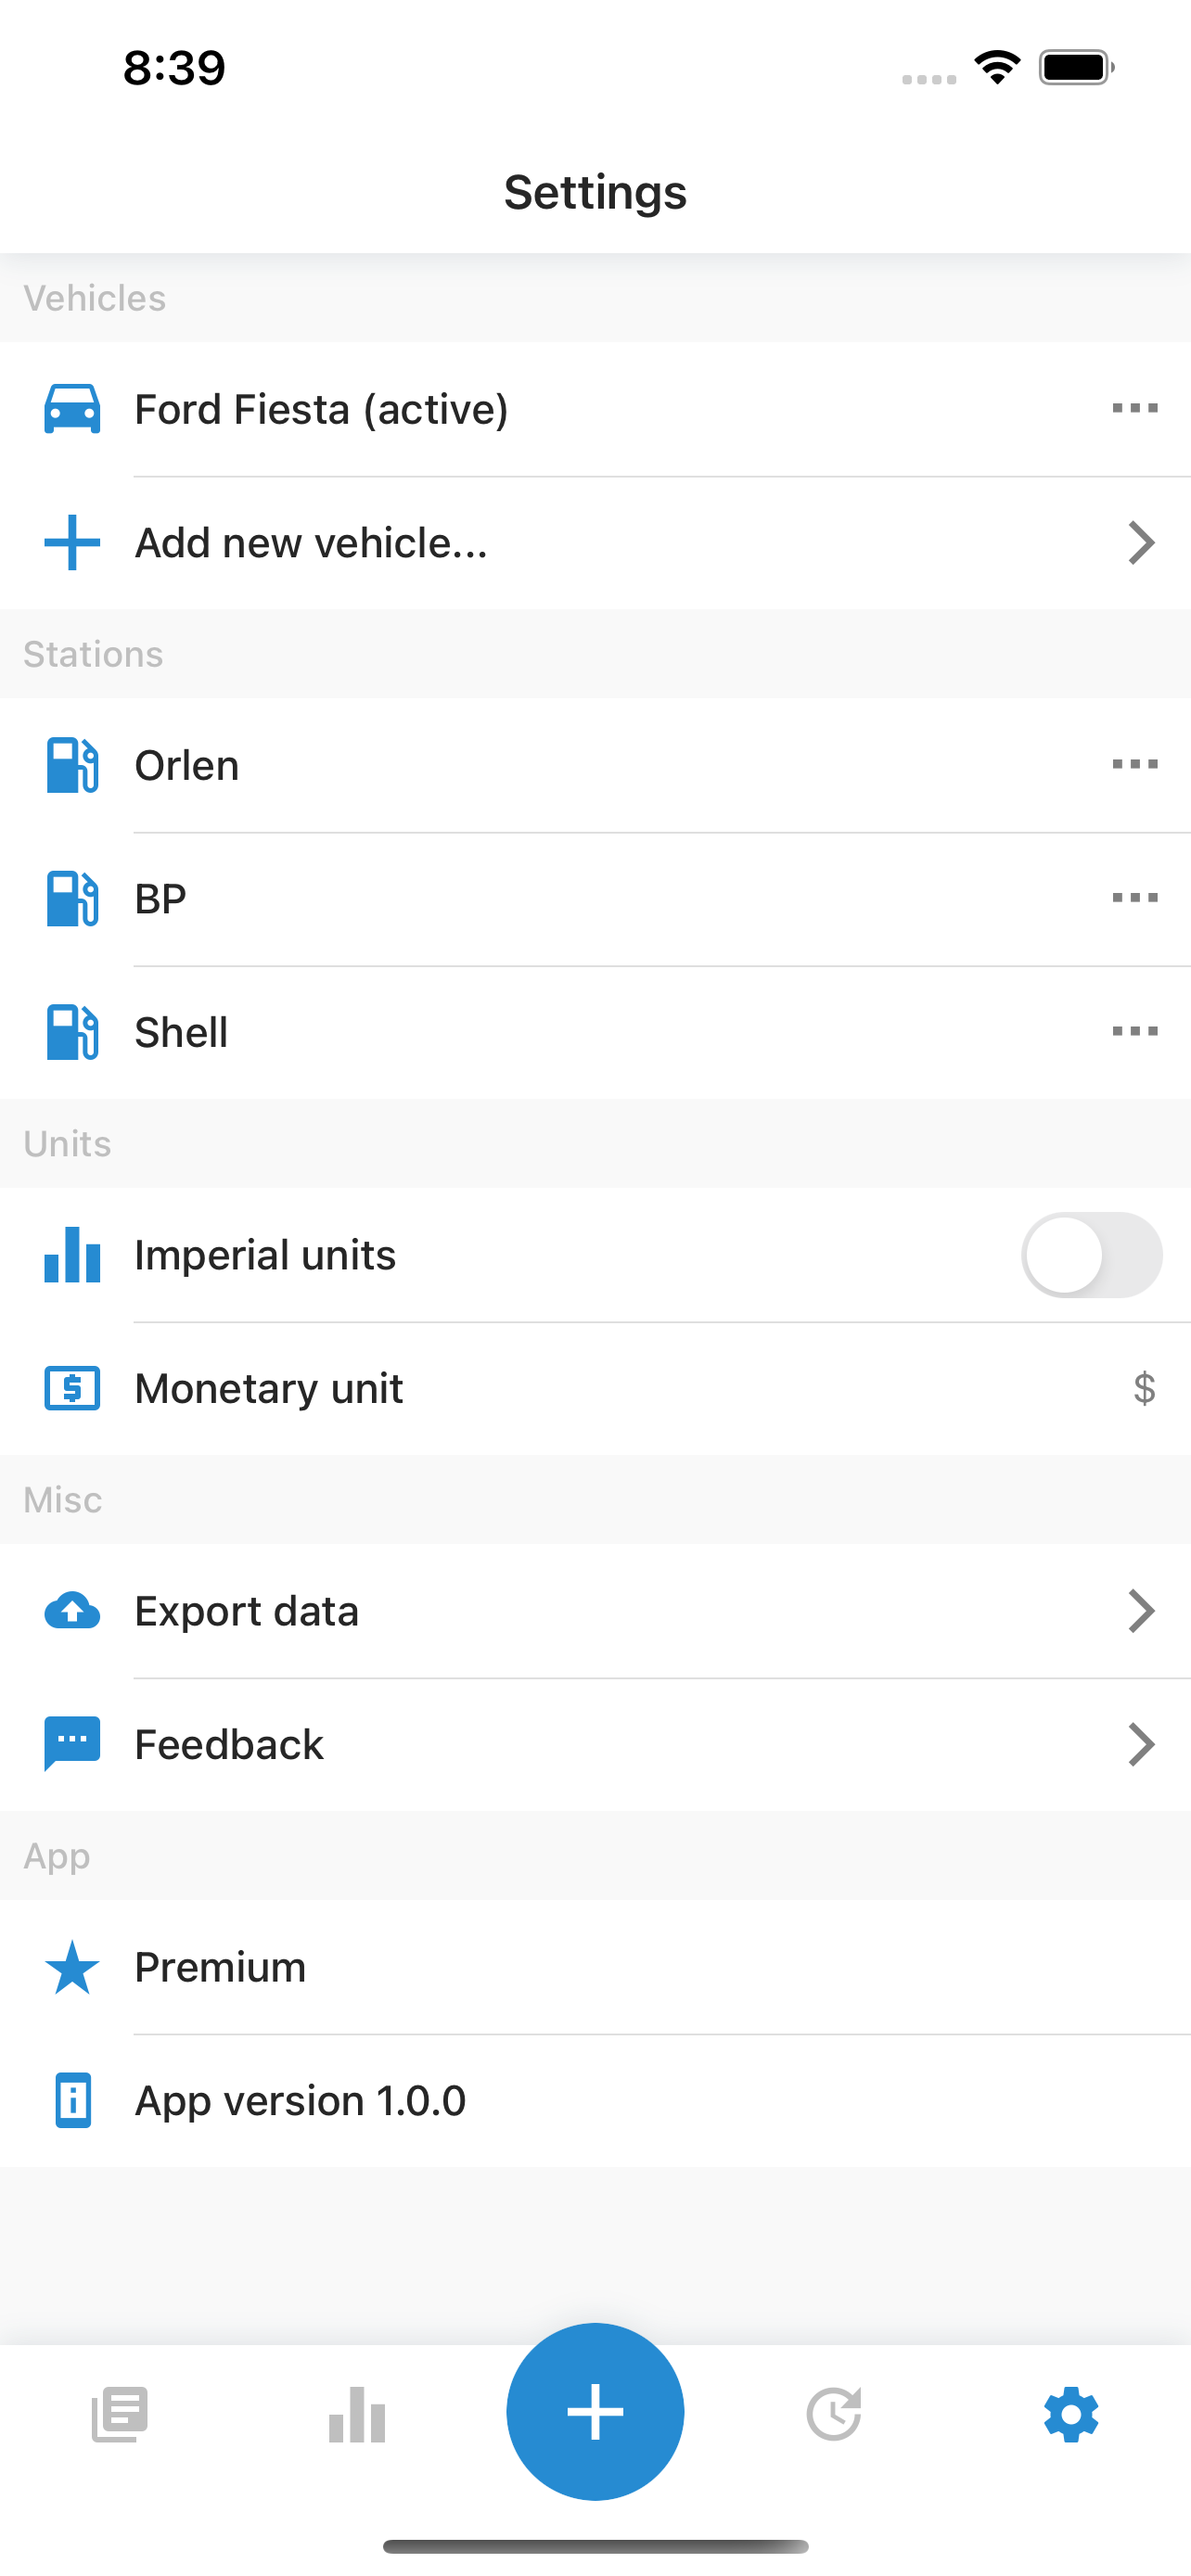 8:39
Settings
Vehicles
Ford Fiesta (active)
Add new vehicle...
Stations
Orlen
BP
Shell
Units
Imperial units
Monetary unit $
Misc
Export data
Feedback
App
Premium
App version 1.0.0